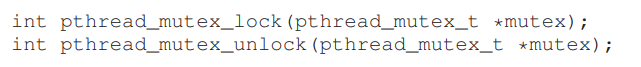 int pthread_mutex_lock(pthread_mutex_t *mutex);
int pthread_mutex_unlock(pthread_mutex_t *mutex);